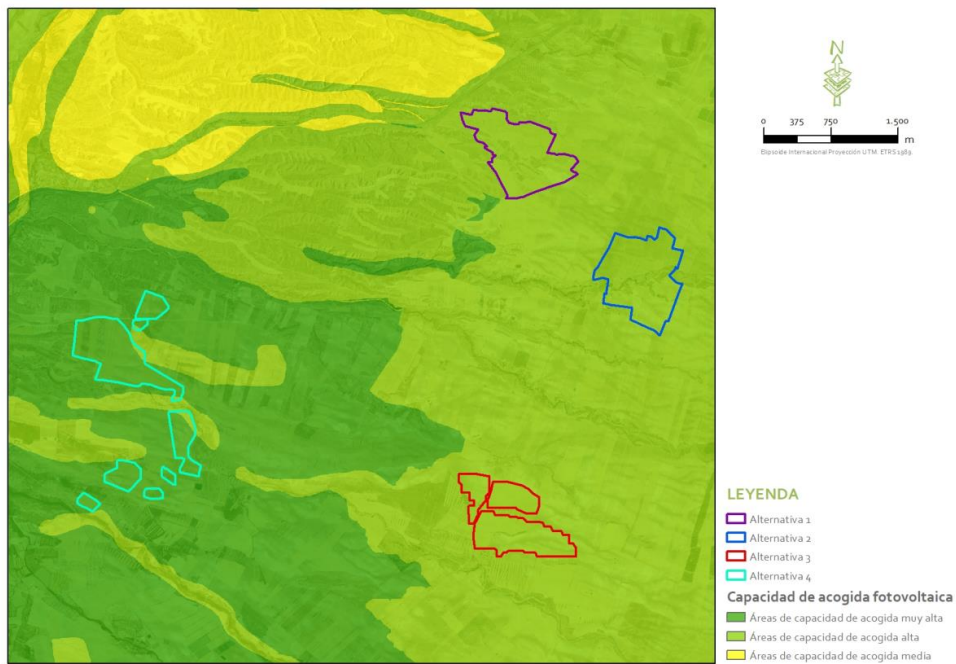 N
0 375 750 1.500
m
Elipsoide Internacional Proyección UTM. ETRS 1989
LEYENDA
Alternativa 1
Alternativa 2
Alternativa 3
Alternativa 4
Capacidad de acogida fotovoltaica
Áreas de capacidad de acogida muy alta
Áreas de capacidad de acogida alta
Áreas de capacidad de acogida media